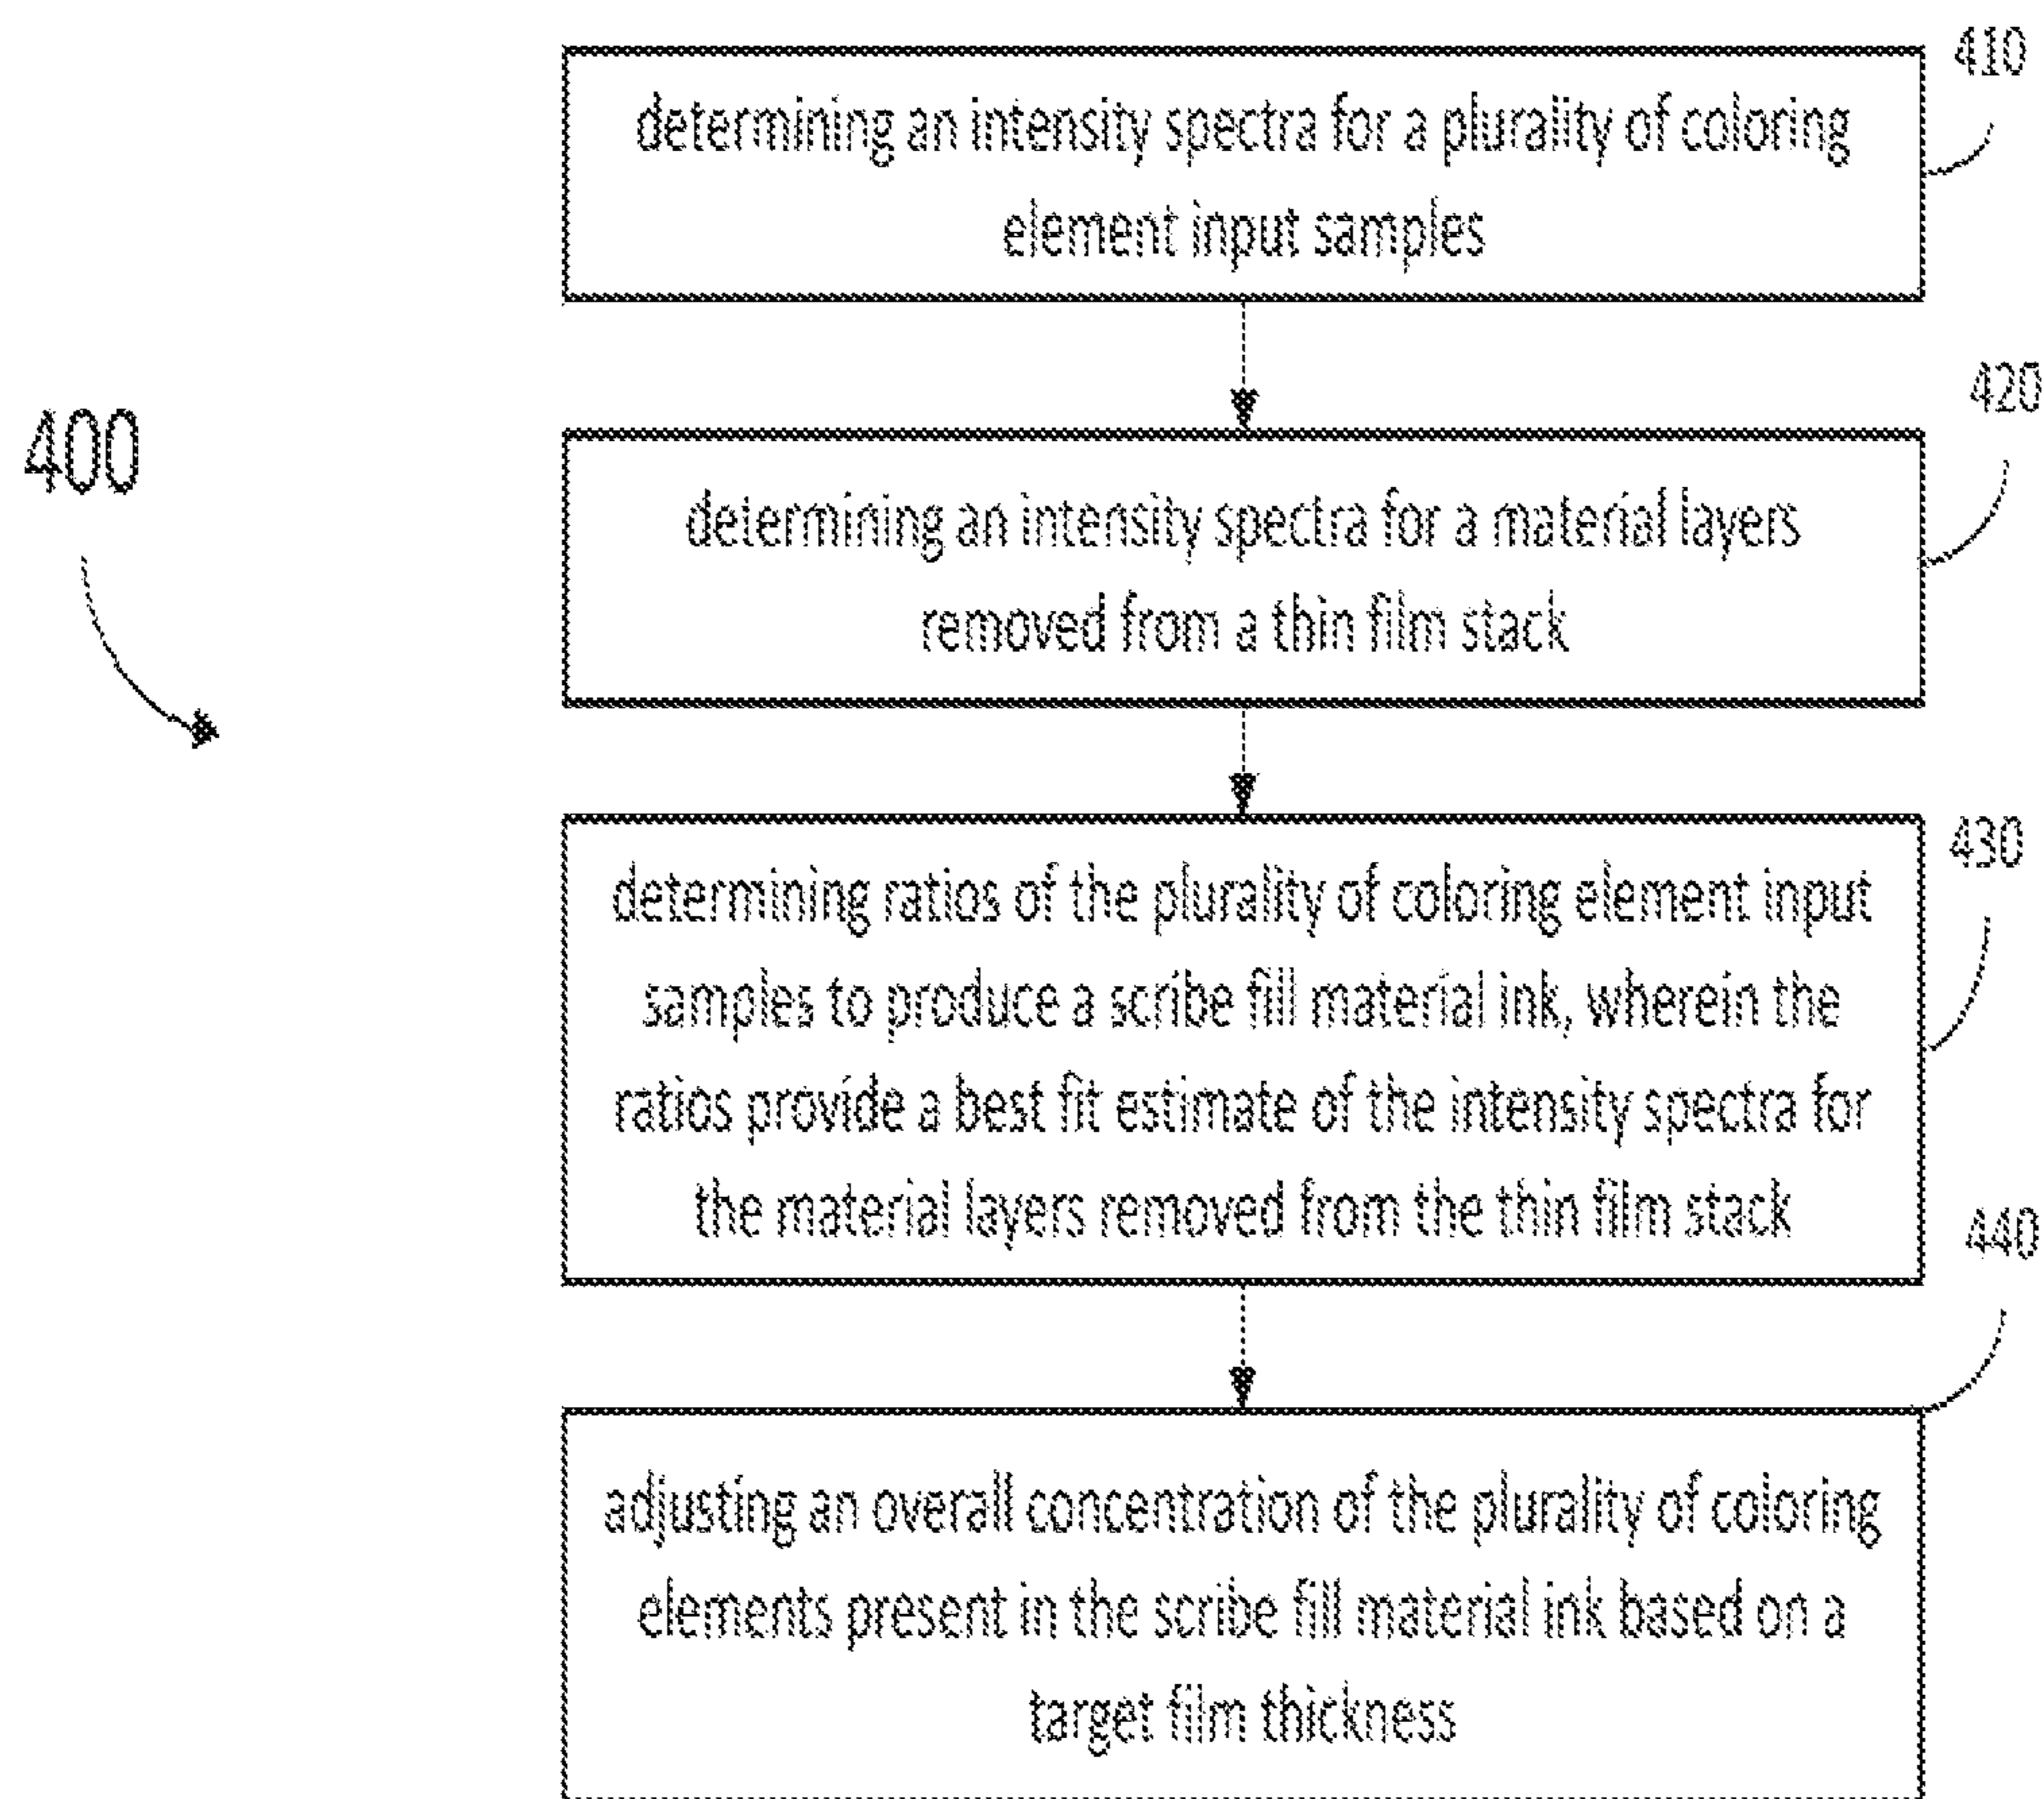 410
determining an intensity spectra for a plurality of coloring
element input samples
420
400
determining an intensity spectra for a material layers
removed from a thin film stack
430
determining ratios of the plurality of coloring element input
samples to produce a scribe fill material ink, wherein the
ratios provide a best fit estimate of the intensity spectra for
the material layers removed from the thin film stack
440
adjusting an overall concentration of the plurality of coloring
elements present in the scribe fill material ink based on a
target film thickness